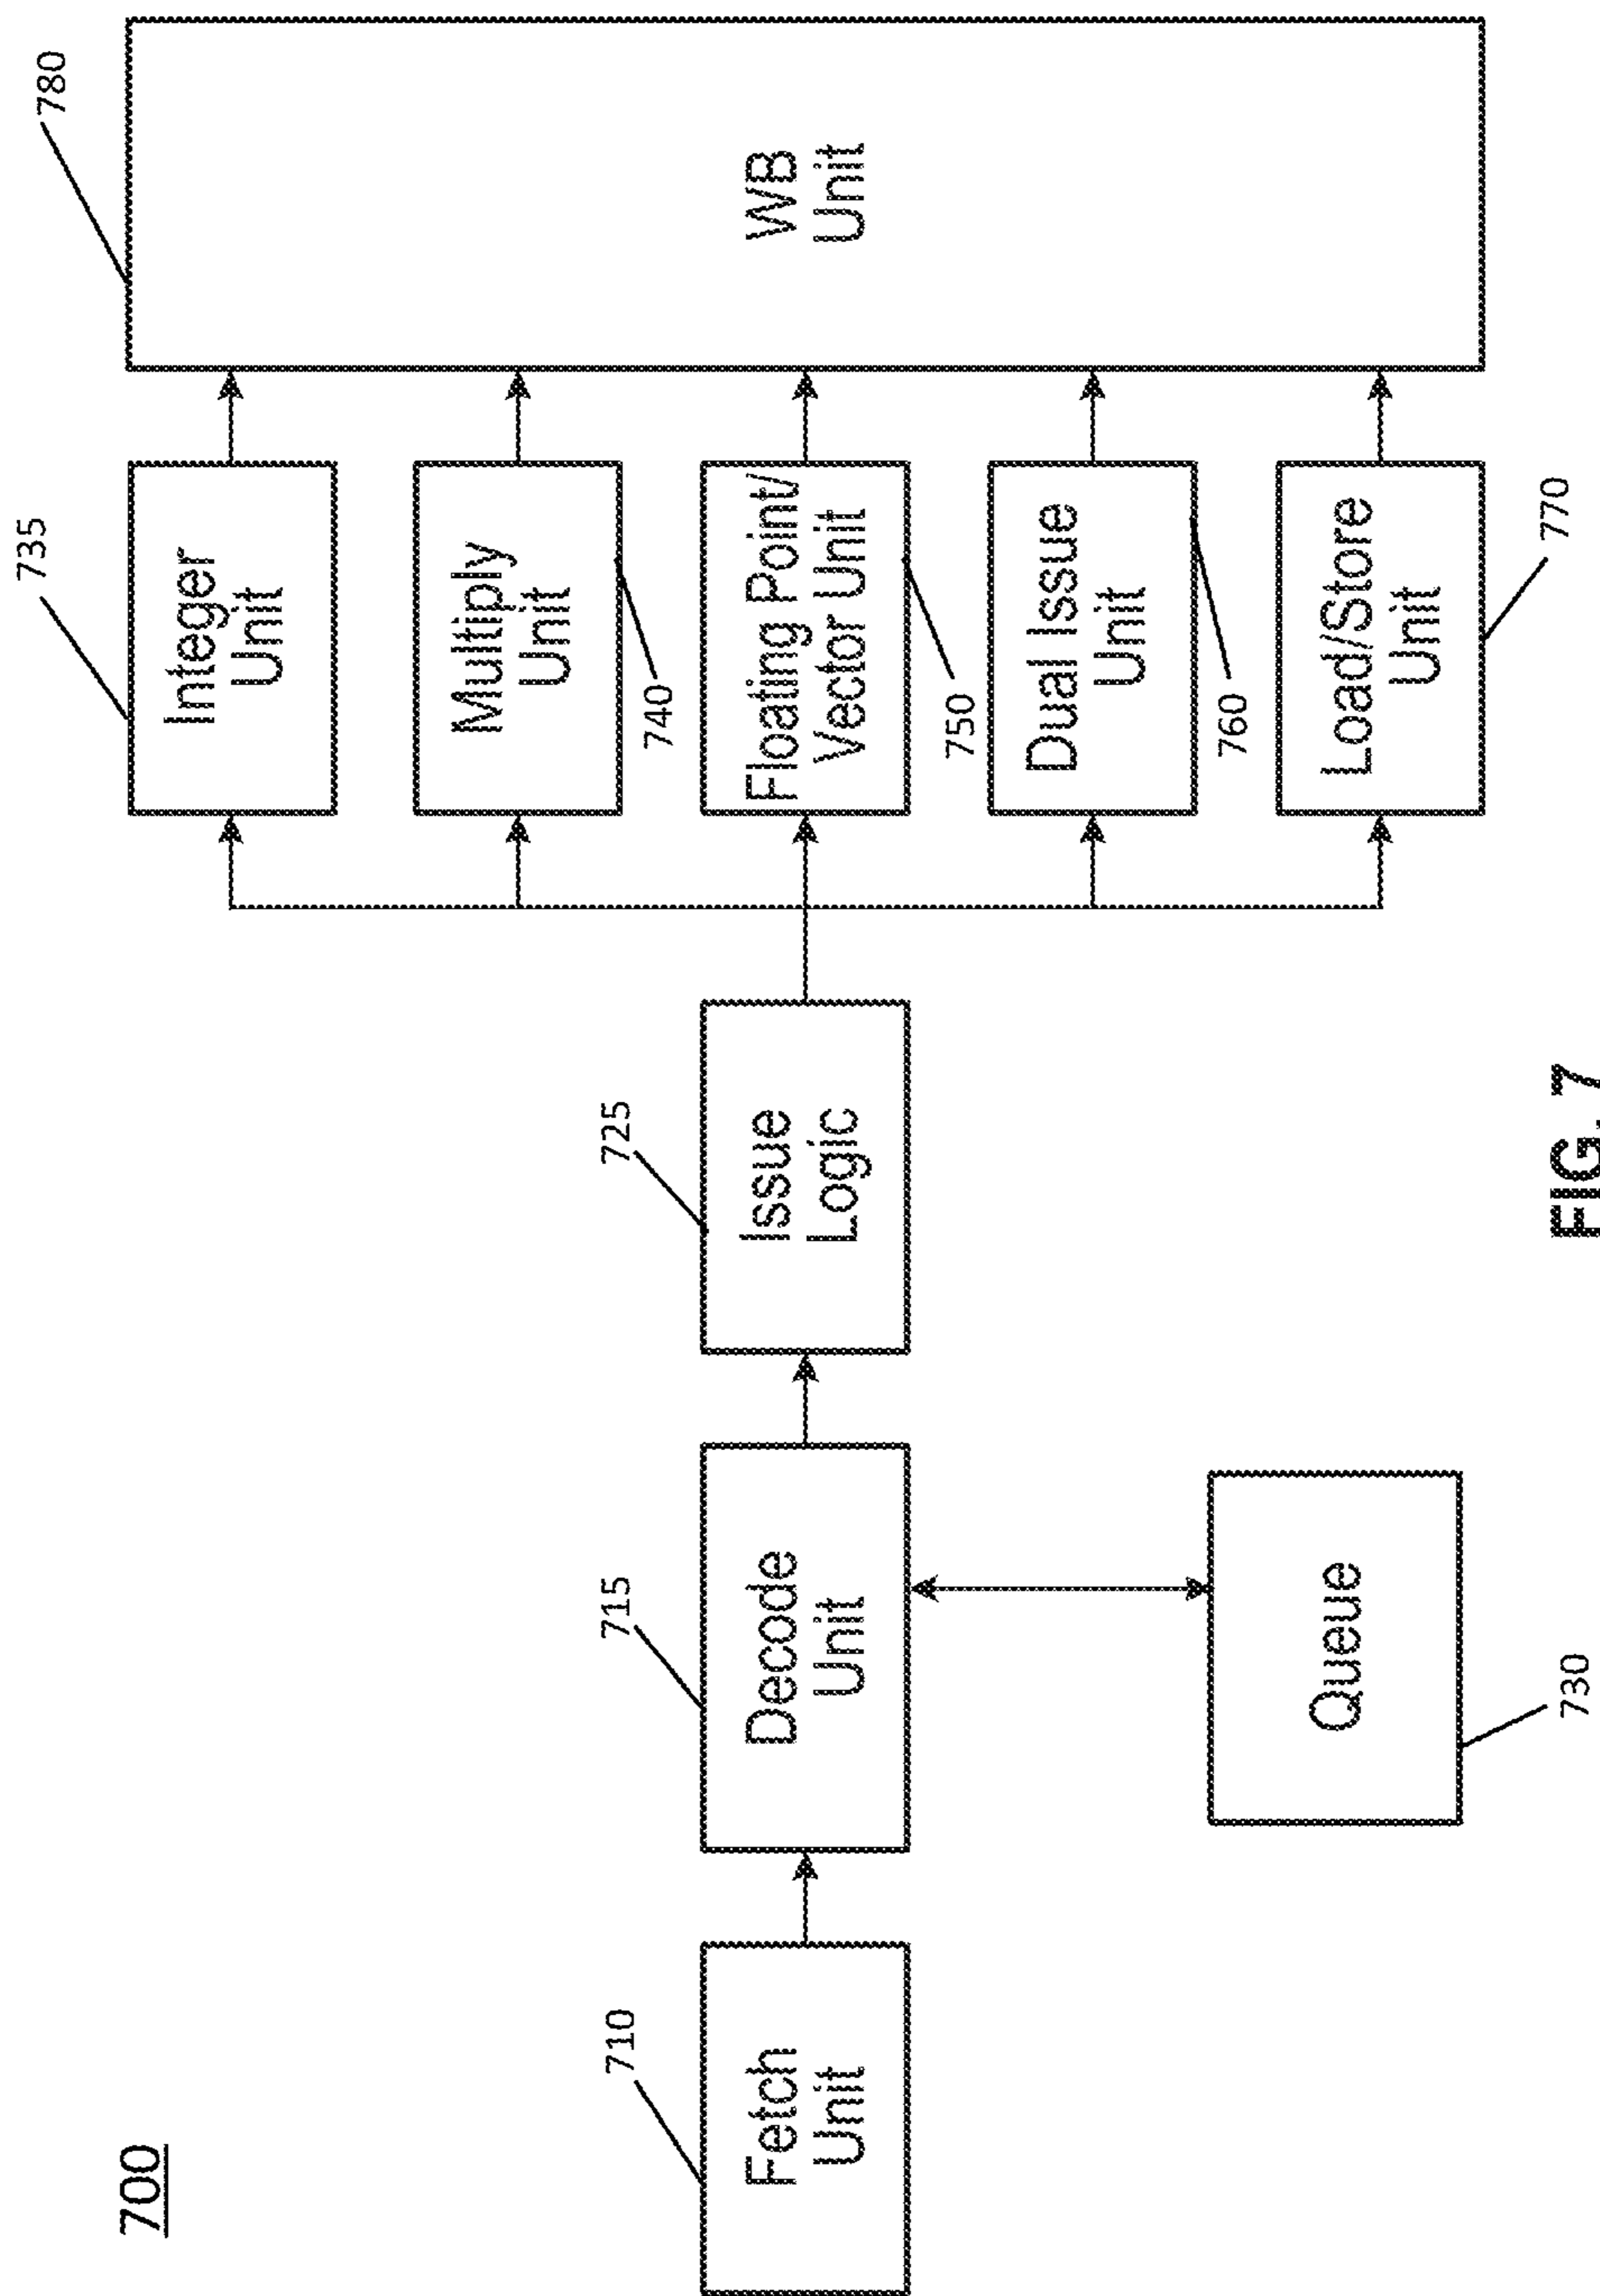 700
710
Fetch
Unit
715
Decode
Unit
Queue
730
725
Issue
Logic
735
Integer
Unit
Multiply
Unit
740
Floating Point/
Vector Unit
750
Dual Issue
Unit
760
Load/Store
Unit
770
780
WB
Unit
FIG. 7